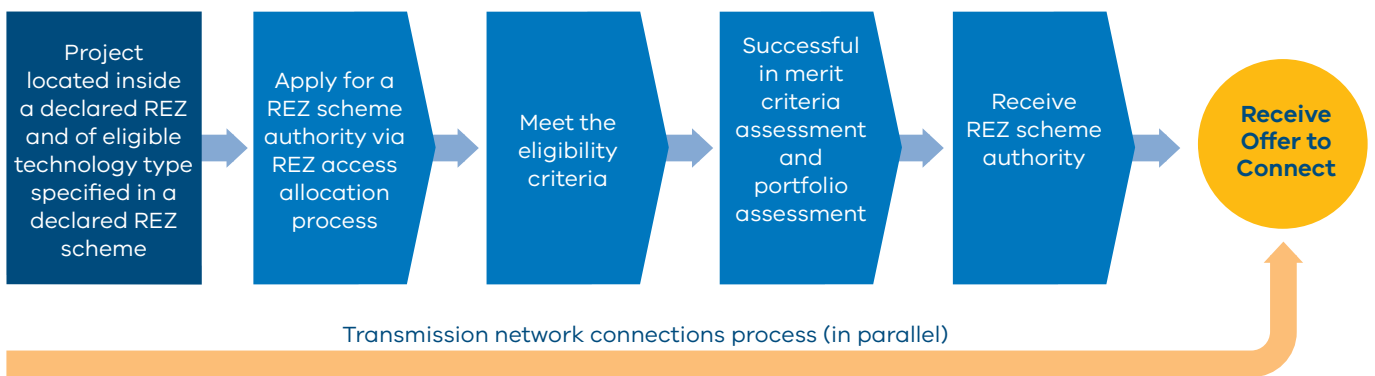 Project
located inside
a declared REZ
and of eligible
technology type
specified in a
declared REZ
scheme
Apply for a
REZ scheme
authority via
REZ access
allocation
process
Meet the
eligibility
criteria
Successful
in merit
criteria
assessment
and
portfolio
assessment
Receive
REZ scheme
authority
Receive
Offer to
Connect
Transmission network connections process (in parallel)